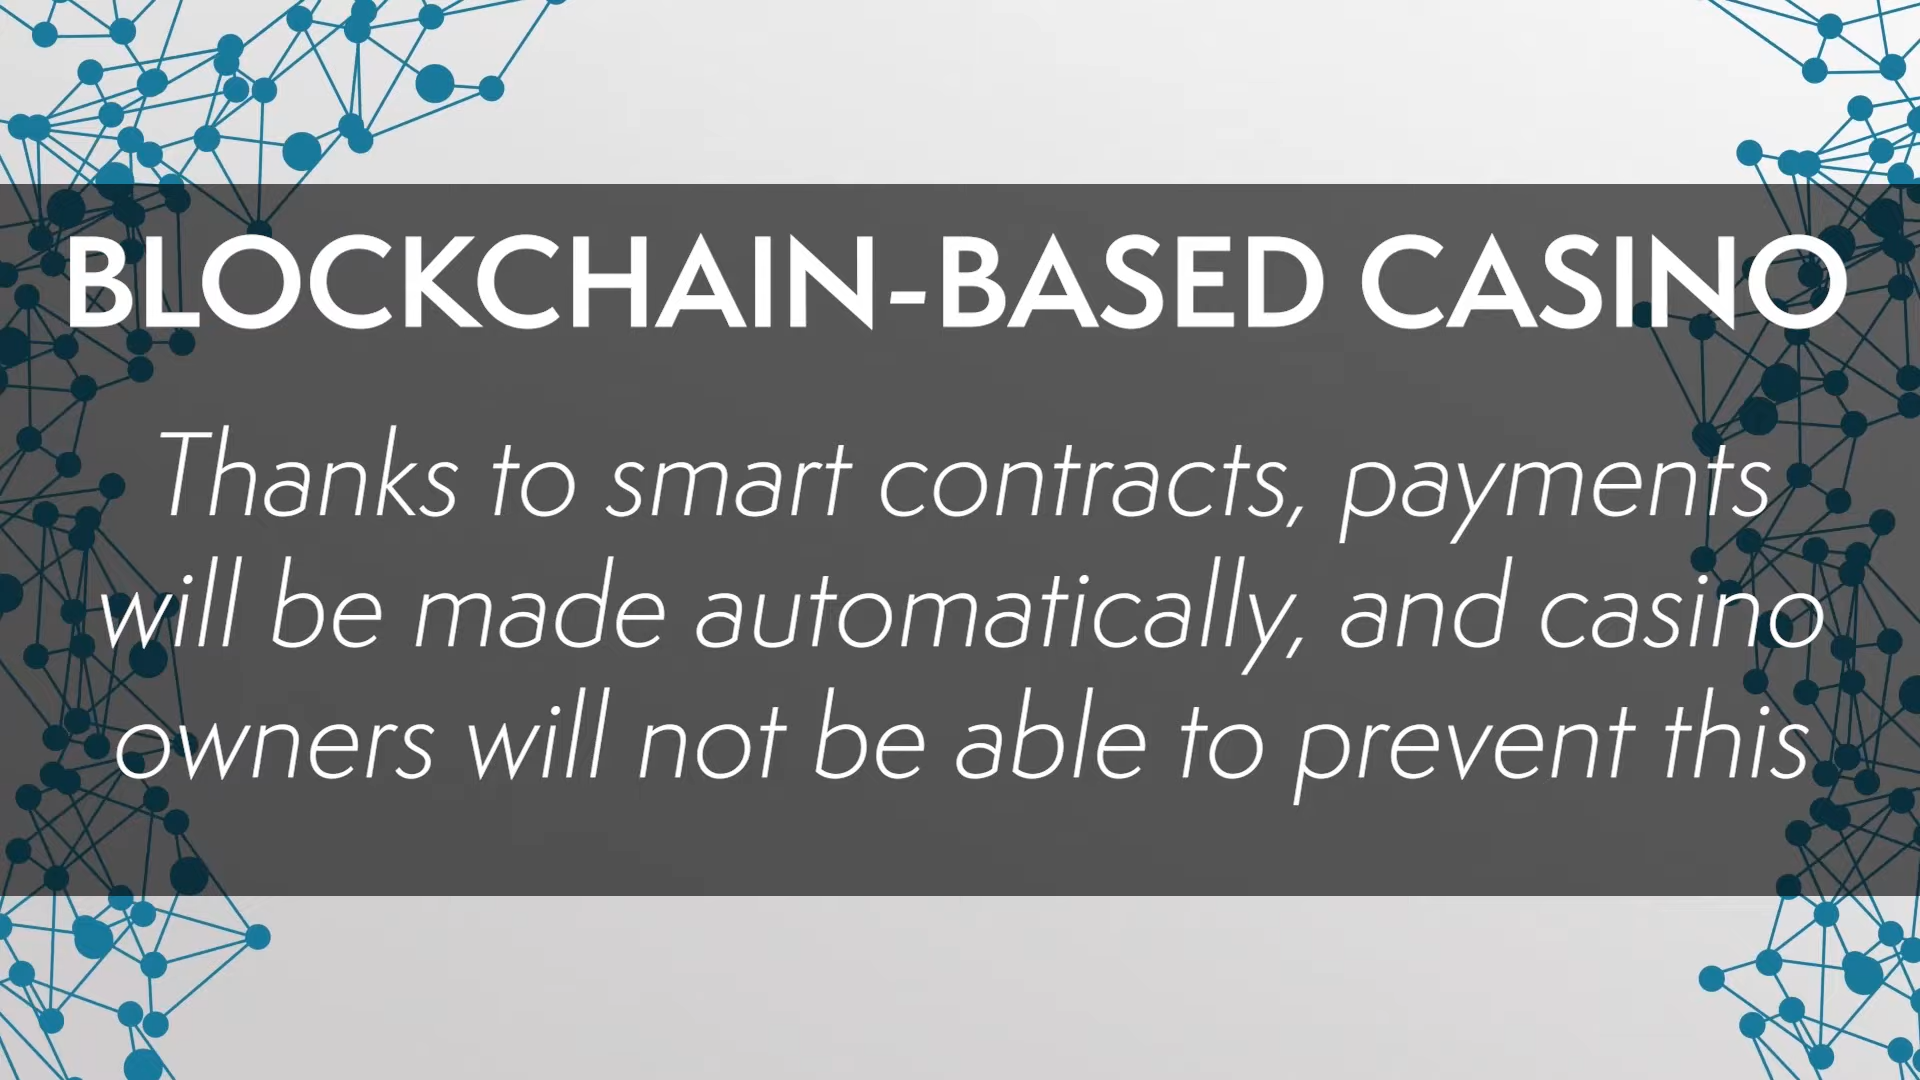 BLOCKCHAIN-BASED CASINO
Thanks to smart contracts, payments
will be made automatically, and casino
owners will not be able to prevent this